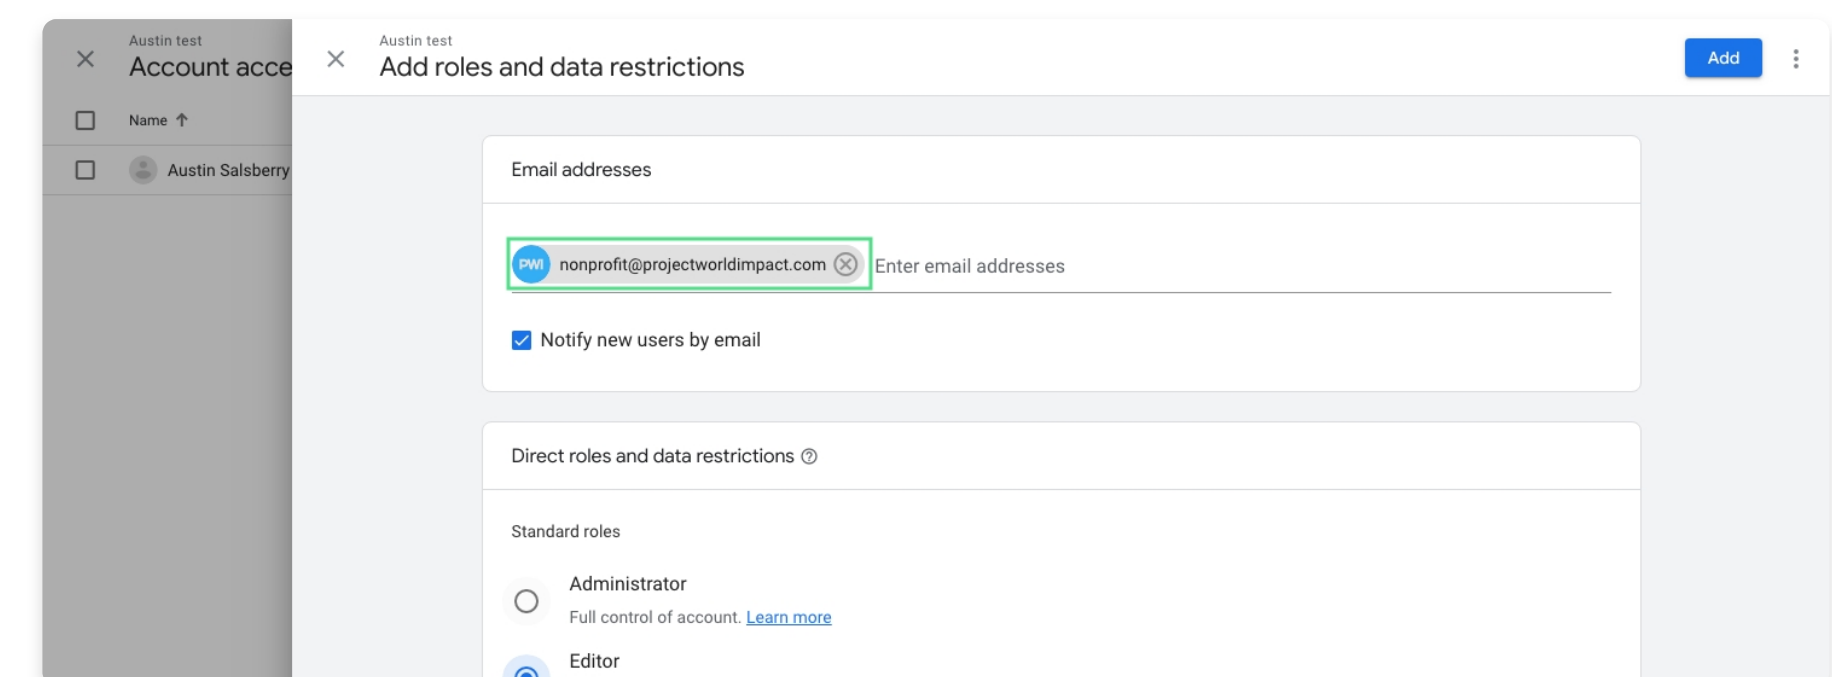 Austin test
Account acce
Name
Austin Salsberry
Austin test
Add roles and data restrictions
Add
Email addresses
PWI nonprofit@projectworldimpact.com Enter email addresses
Notify new users by email
Direct roles and data restrictions
Standard roles
Administrator
Full control of account. Learn more
Editor